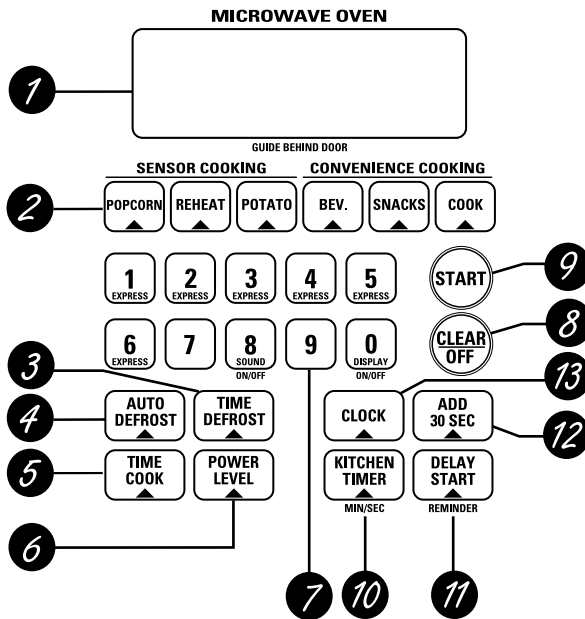 MICROWAVE OVEN
1
GUIDE BEHIND DOOR
SENSOR COOKING CONVENIENCE COOKING
2 POPCORN REHEAT POTATO BEV. SNACKS COOK
1 2 3 4 5 START 9
EXPRESS EXPRESS EXPRESS EXPRESS EXPRESS
6 7 8 9 0 CLEAR 8
EXPRESS SOUND DISPLAY OFF
ON/OFF ON/OFF
3 13
4 AUTO DEFROST TIME DEFROST CLOCK ADD 30 SEC 12
5 TIME COOK POWER LEVEL KITCHEN TIMER DELAY START
MIN/SEC REMINDER
6 7 10 11